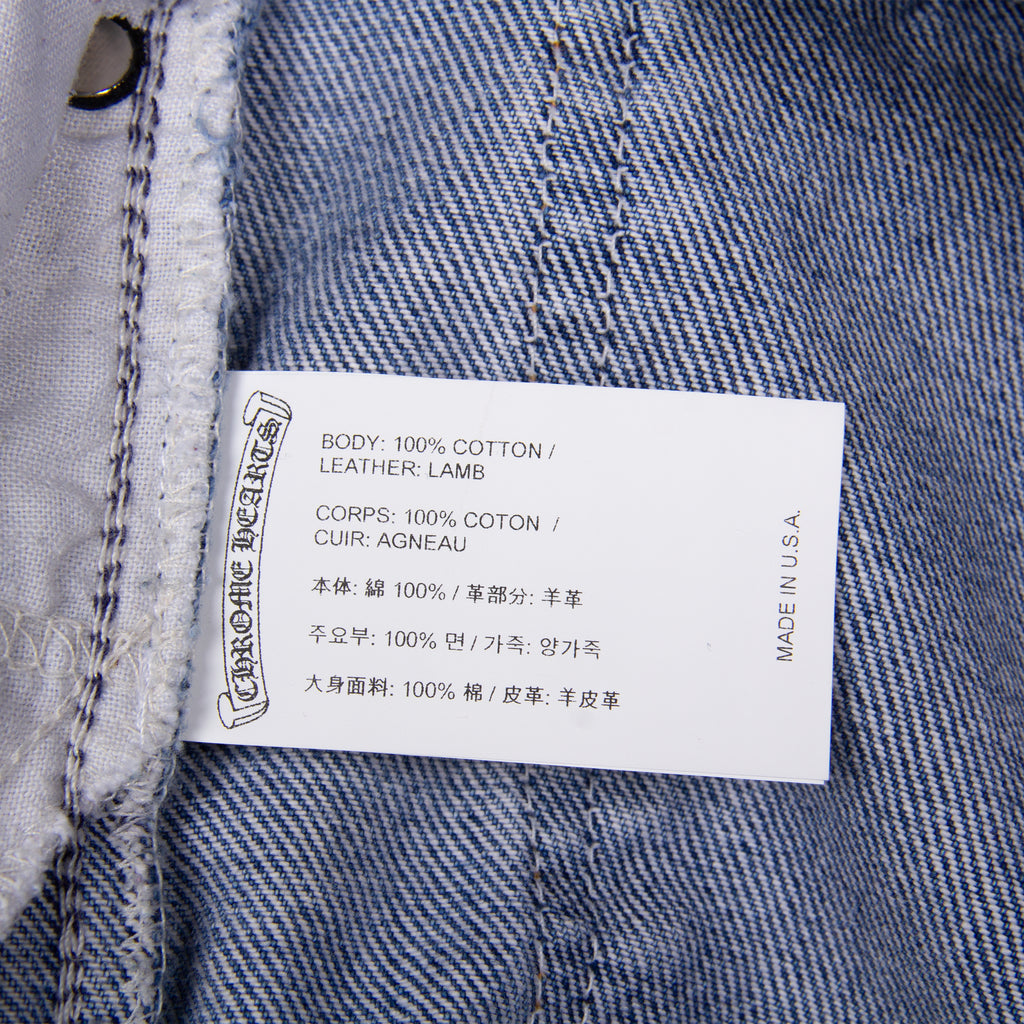 CHROME HEARTS
BODY: 100% COTTON /
LEATHER: LAMB
CORPS: 100% COTON /
CUIR: AGNEAU
本体: 綿 100% / 革部分: 羊革
주요부: 100% 면 / 가죽: 양가죽
大身面料: 100% 棉 / 皮革: 羊皮革
MADE IN U.S.A.